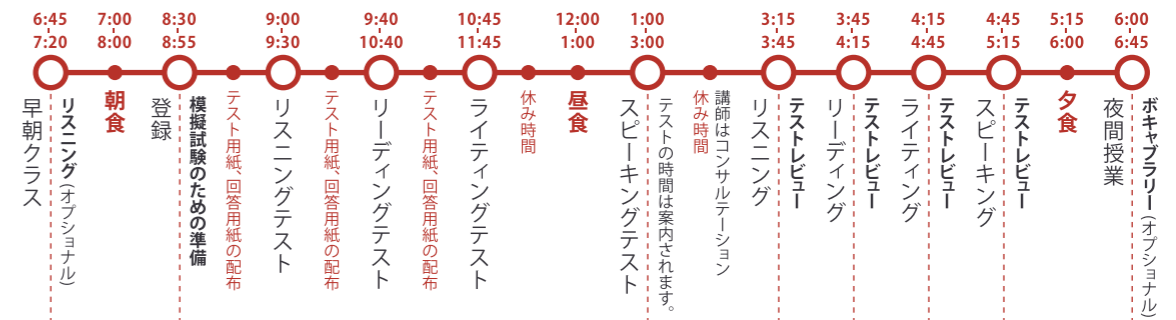 6:45
7:20
早朝クラス
リスニング (オプショナル)
7:00
8:00
朝食
8:30
8:55
登録
模擬試験のための準備
テスト用紙、回答用紙の配布
9:00
9:30
リスニングテスト
テスト用紙、回答用紙の配布
9:40
10:40
リーディングテスト
テスト用紙、回答用紙の配布
10:45
11:45
ライティングテスト
休み時間
12:00
1:00
昼食
1:00
3:00
スピーキングテスト
テストの時間は案内されます。
講師はコンサルテーション
休み時間
3:15
3:45
リスニング
テストレビュー
3:45
4:15
リーディング
テストレビュー
4:15
4:45
ライティング
テストレビュー
4:45
5:15
スピーキング
テストレビュー
5:15
6:00
夕食
6:00
6:45
夜間授業
ボキャブラリー (オプショナル)